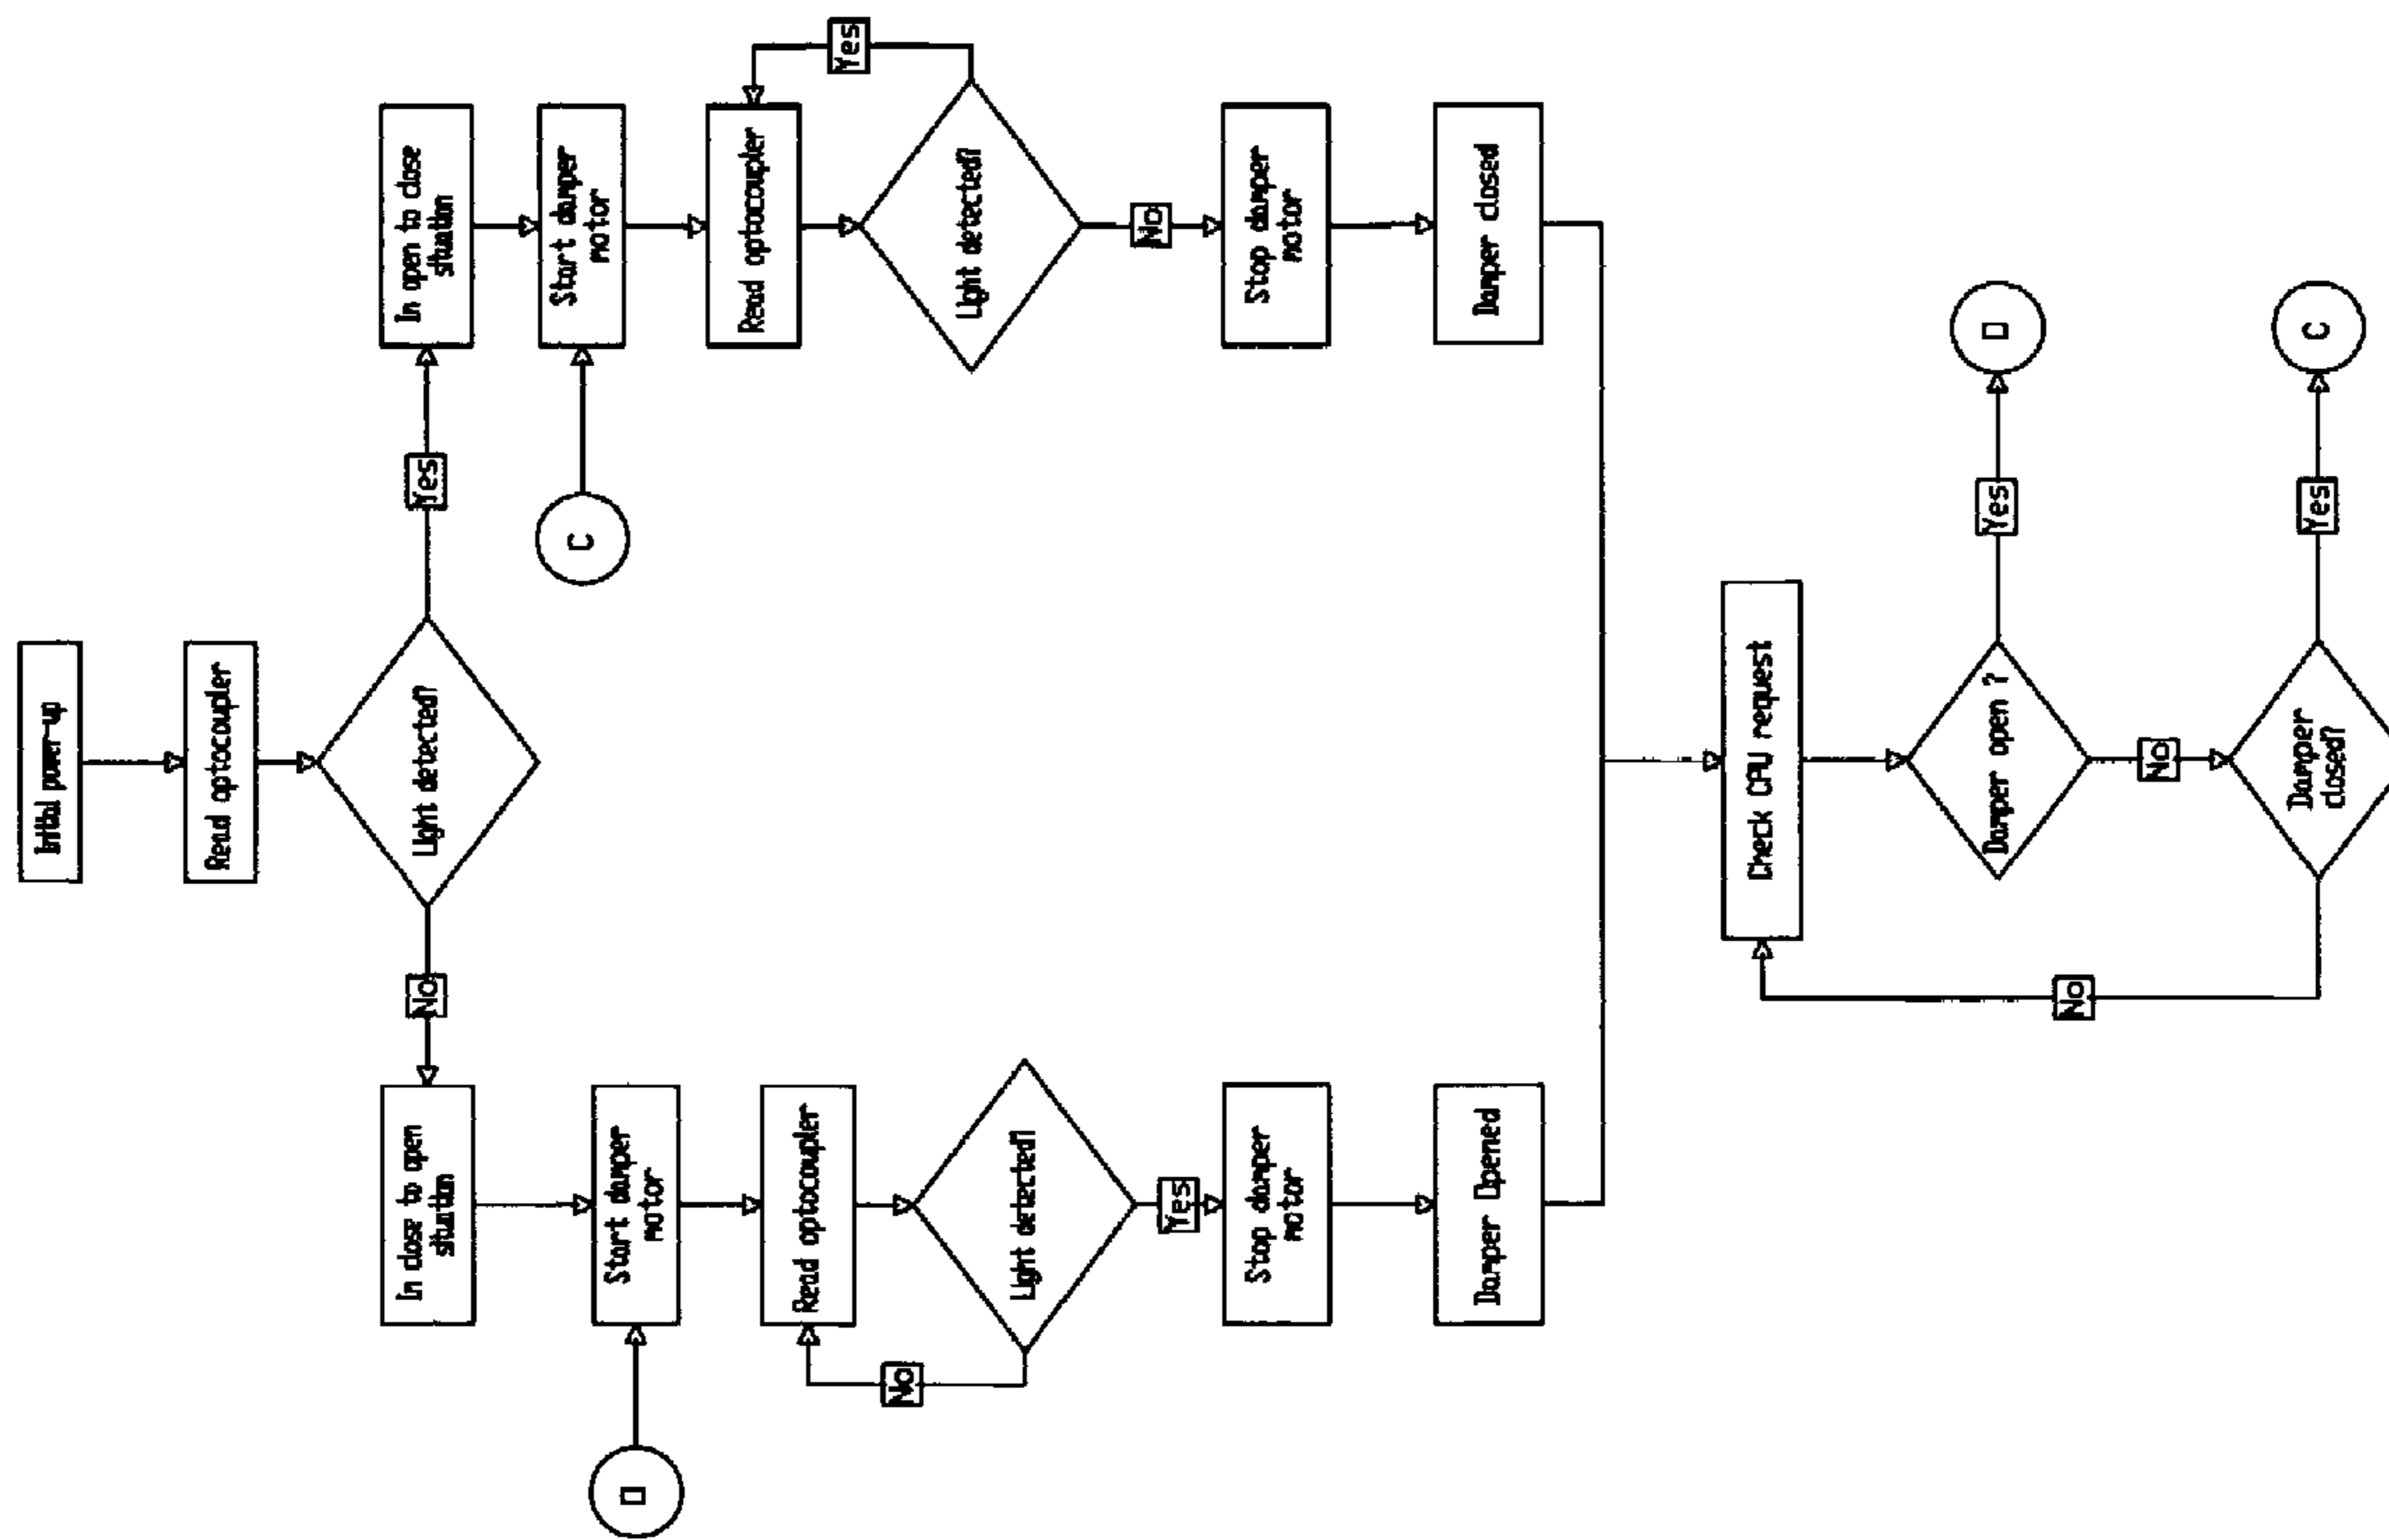 Initial power-up
Read optocoupler
Light detected?
No
Yes
In close to open
situation
In open to close
situation
O
Start damper
motor
C
Start damper
motor
Read optocoupler
Read optocoupler
No
Light detected?
Yes
Light detected?
Yes
No
Stop damper
motor
Stop damper
motor
Damper Opened
Damper closed
Check CPU request
Damper open ?
Yes
O
No
No
Damper
closed?
Yes
C